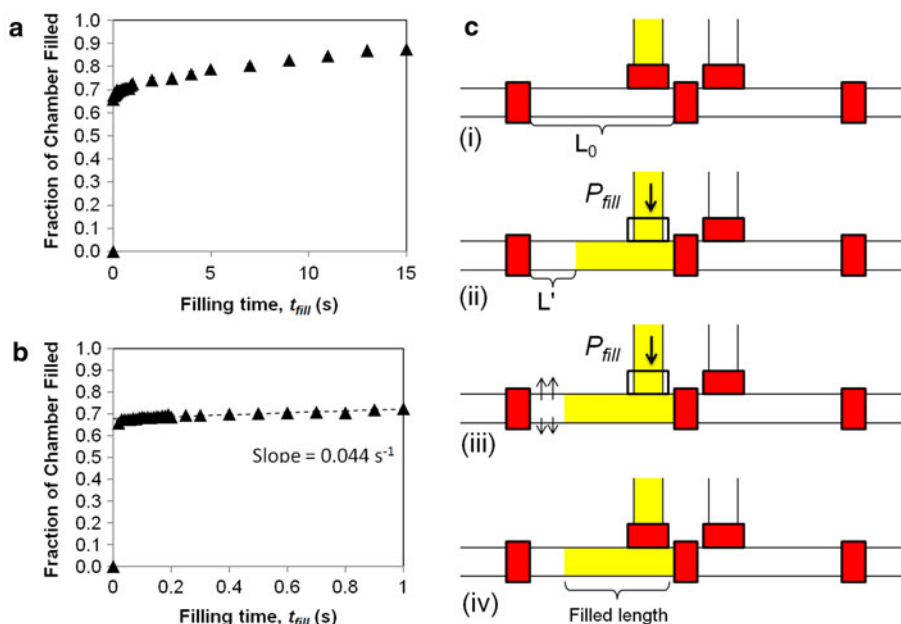 a
Fraction of Chamber Filled
1.0
0.9
0.8
0.7
0.6
0.5
0.4
0.3
0.2
0.1
0.0
0 5 10 15
Filling time, t_fill (s)
b
Fraction of Chamber Filled
1.0
0.9
0.8
0.7
0.6
0.5
0.4
0.3
0.2
0.1
0.0
Slope = 0.044 s⁻¹
0 0.2 0.4 0.6 0.8 1
Filling time, t_fill (s)
c
(i)
L₀
P_fill
(ii)
L'
P_fill
(iii)
(iv)
Filled length